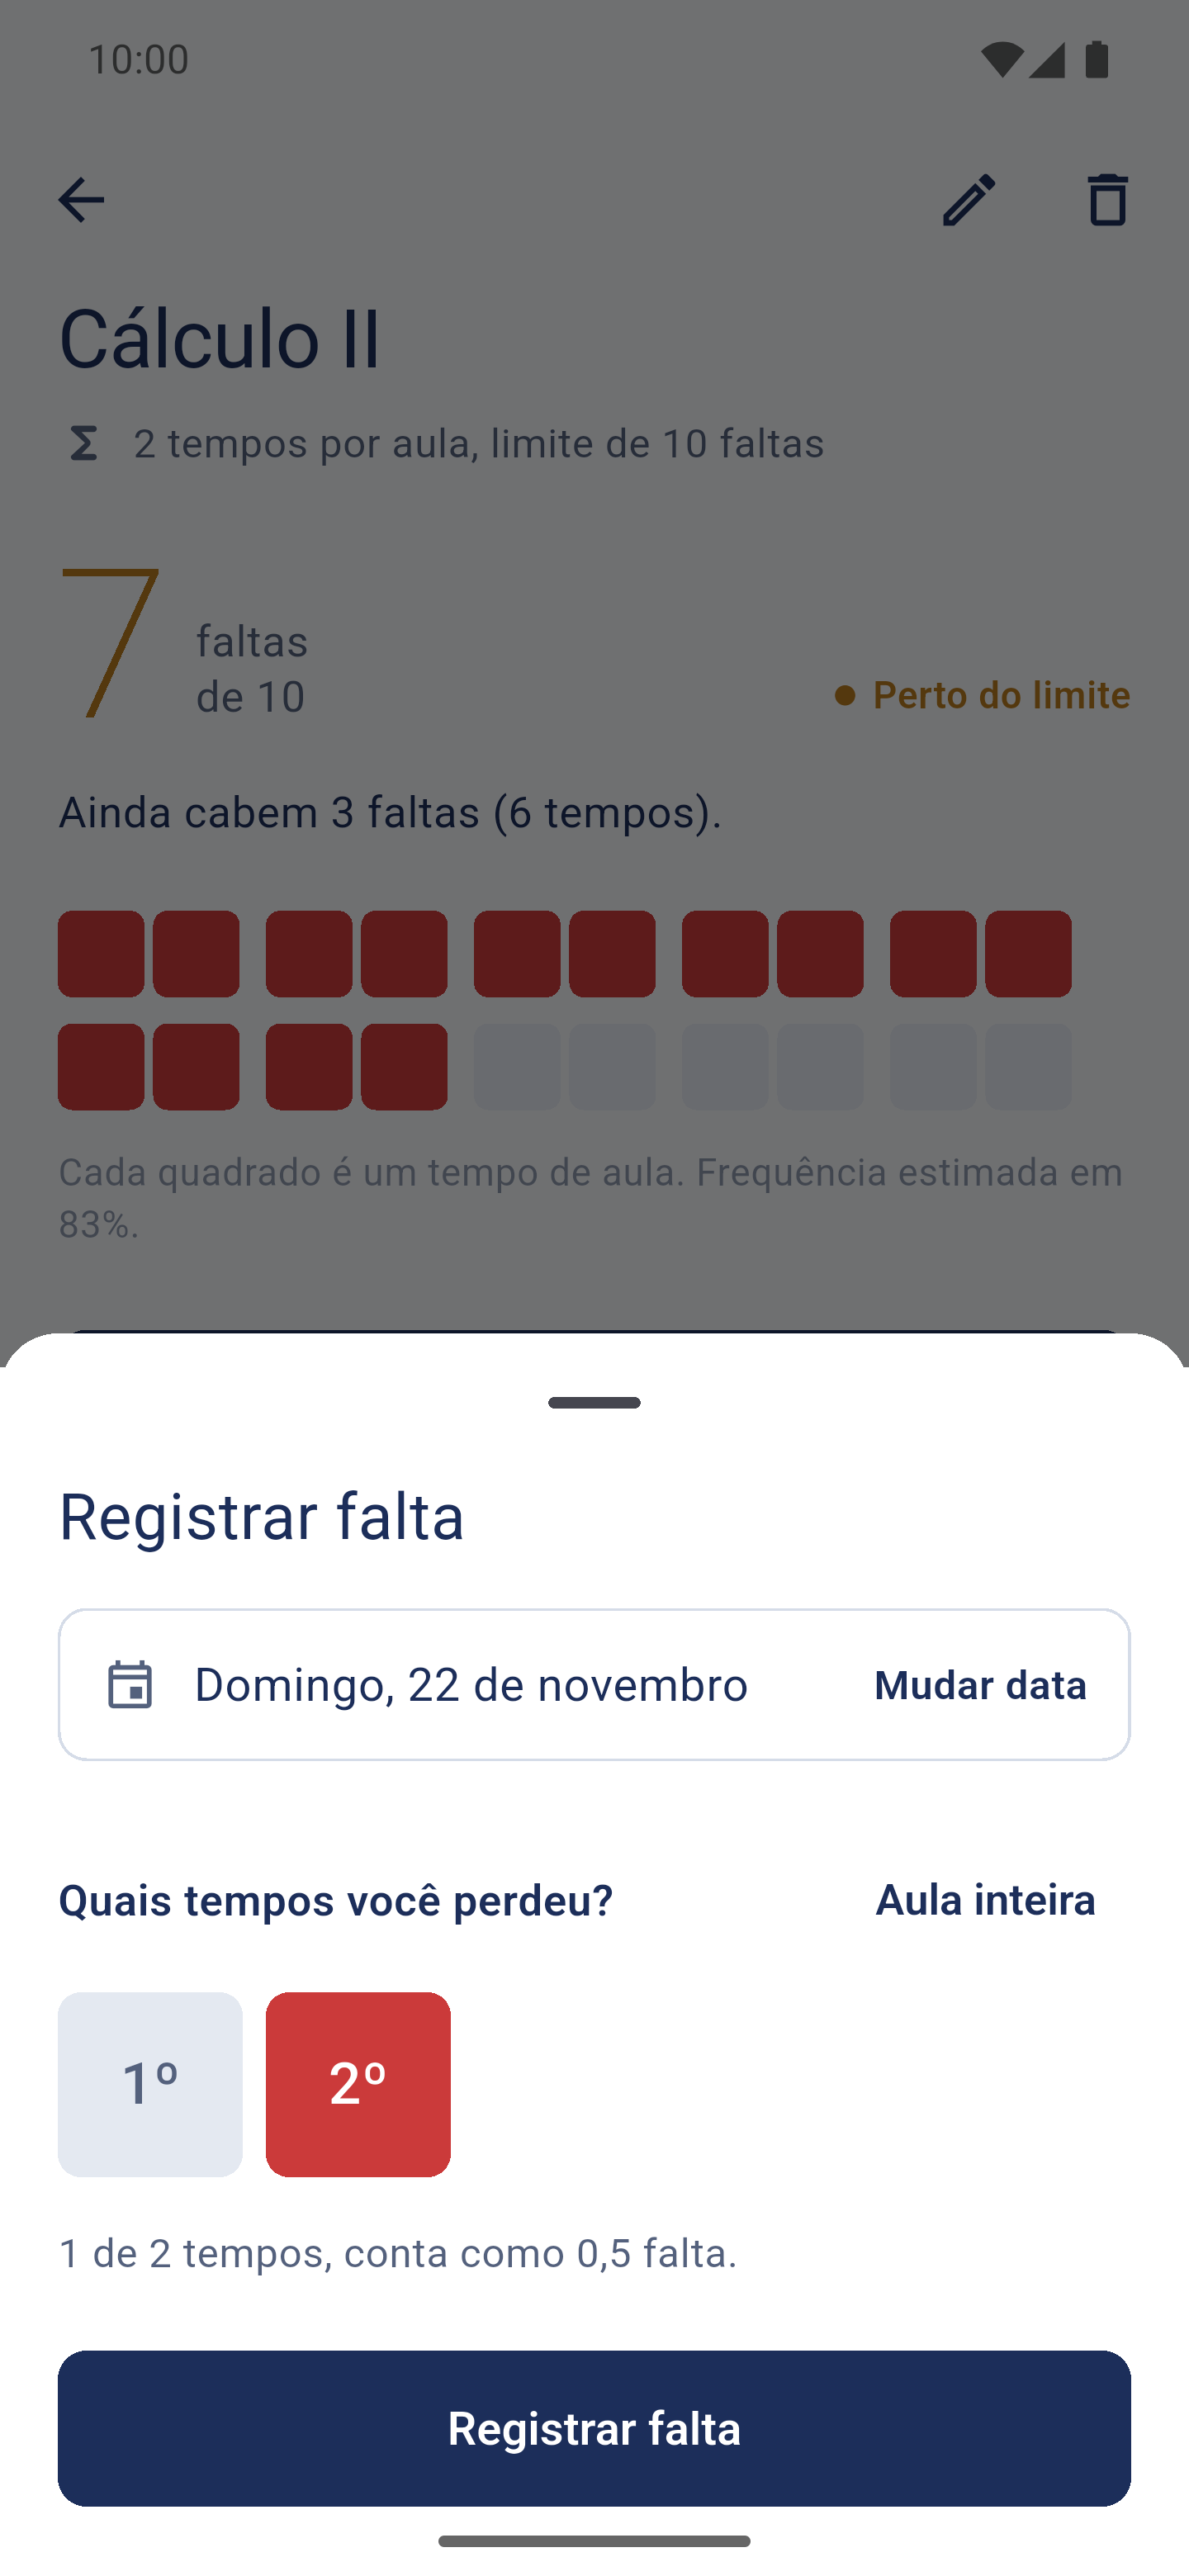 10:00
Cálculo II
2 tempos por aula, limite de 10 faltas
7
faltas
de 10
Perto do limite
Ainda cabem 3 faltas (6 tempos).
Cada quadrado é um tempo de aula. Frequência estimada em
83%.
Registrar falta
Domingo, 22 de novembro
Mudar data
Quais tempos você perdeu?
Aula inteira
1º
2º
1 de 2 tempos, conta como 0,5 falta.
Registrar falta